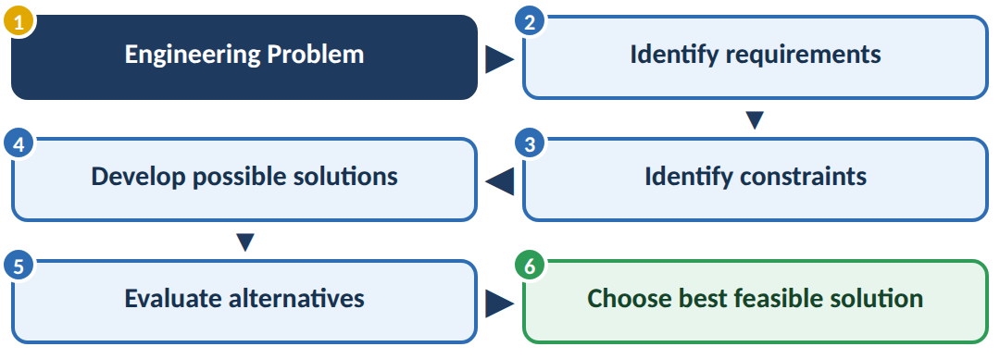 1
Engineering Problem
2
Identify requirements
3
Identify constraints
4
Develop possible solutions
5
Evaluate alternatives
6
Choose best feasible solution